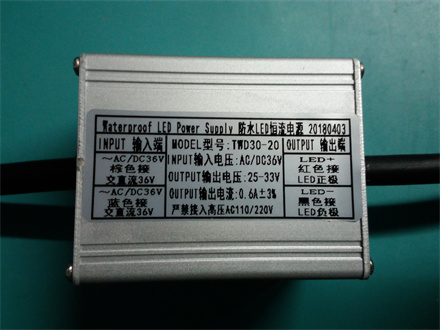 Waterproof LED Power Supply 防水LED恒流电源 20180403
INPUT 输入端 MODEL型号:TWD30-20 OUTPUT 输出端
～AC/DC36V
棕色接
交直流36V
～AC/DC36V
蓝色接
交直流36V
INPUT输入电压:AC/DC36V
OUTPUT输出电压:25-33V
OUTPUT输出电流:0.6A±3%
严禁接入高压AC110/220V
LED+
红色接
LED正极
LED−
黑色接
LED负极